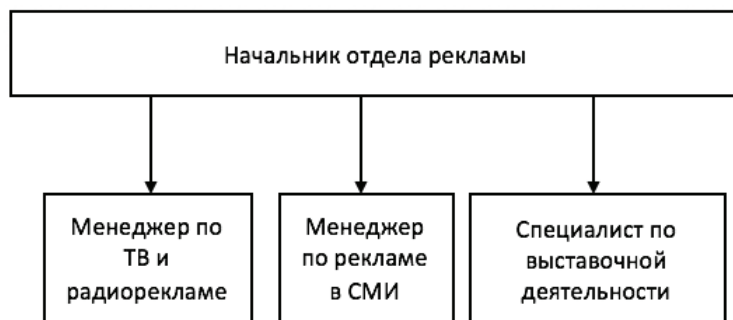 Начальник отдела рекламы
Менеджер по
ТВ и
радиорекламе
Менеджер
по рекламе
в СМИ
Специалист по
выставочной
деятельности